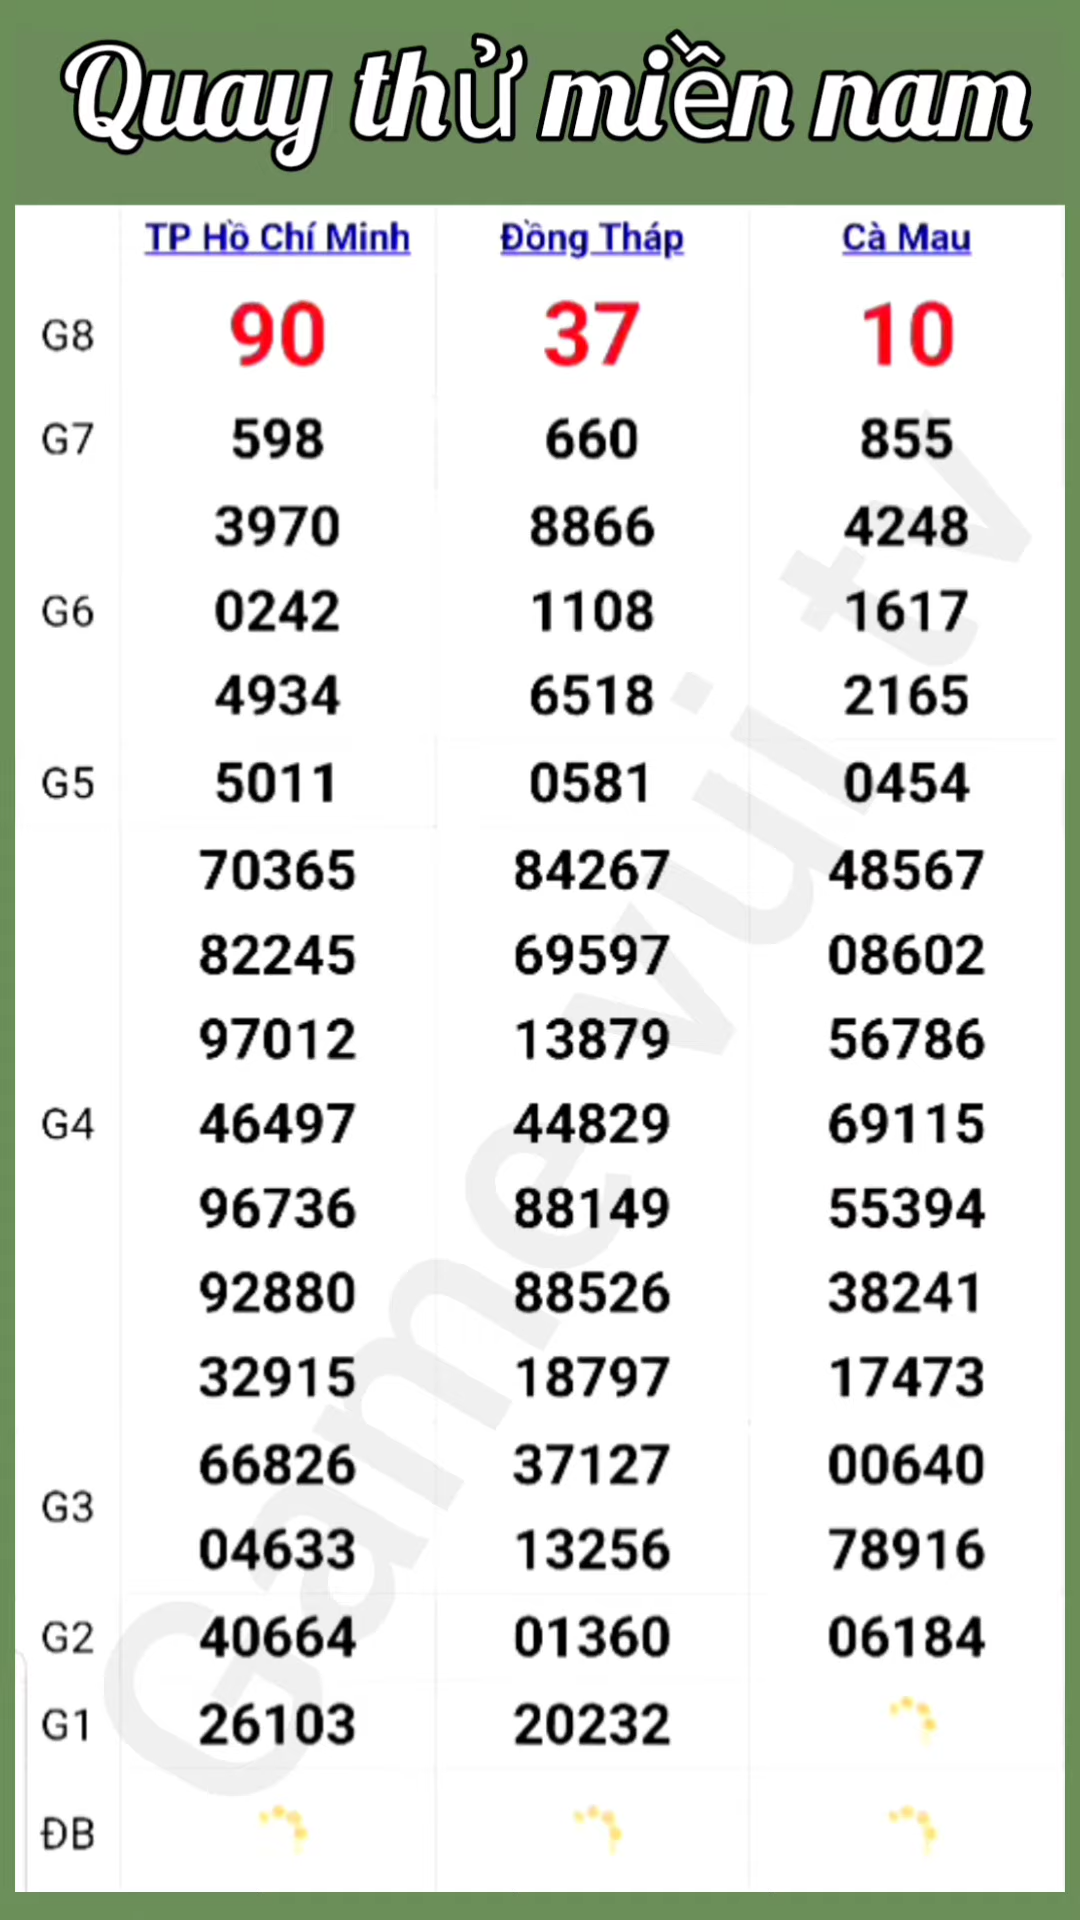 Quay thử miền nam
TP Hồ Chí Minh Đồng Tháp Cà Mau
G8 90 37 10
G7 598 660 855
3970 8866 4248
G6 0242 1108 1617
4934 6518 2165
G5 5011 0581 0454
70365 84267 48567
82245 69597 08602
97012 13879 56786
G4 46497 44829 69115
96736 88149 55394
92880 88526 38241
32915 18797 17473
G3
66826 37127 00640
04633 13256 78916
G2 40664 01360 06184
G1 26103 20232
ĐB
Game vui tv